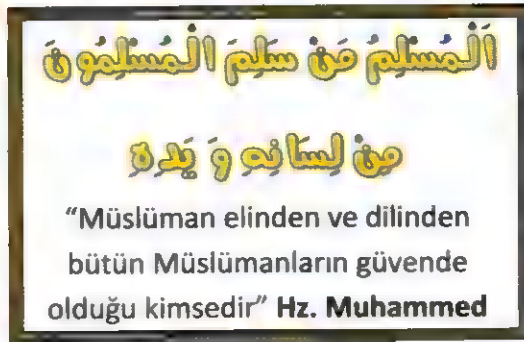 اَلْمُسْلِمُ مَنْ سَلِمَ الْمُسْلِمُونَ
مِنْ لِسَانِهِ وَ يَدِهِ
“Müslüman elinden ve dilinden
bütün Müslümanların güvende
olduğu kimsedir” Hz. Muhammed